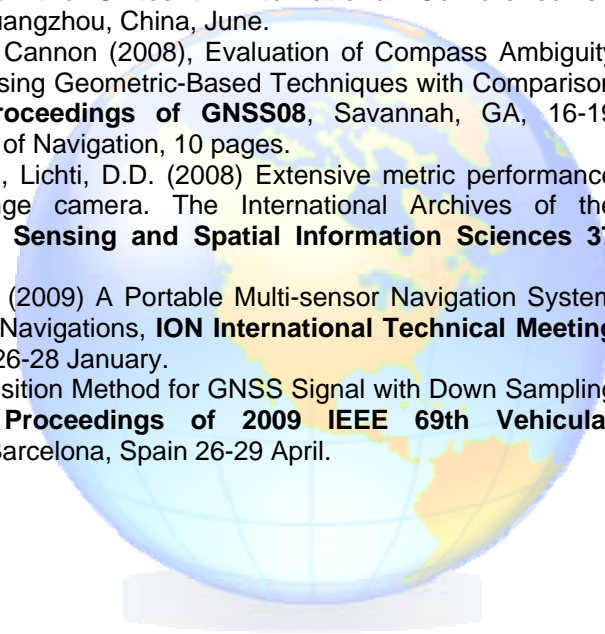 uangzhou, China, June.
Cannon (2008), Evaluation of Compass Ambiguity
sing Geometric-Based Techniques with Comparison
roceedings of GNSS08, Savannah, GA, 16-19
of Navigation, 10 pages.
, Lichti, D.D. (2008) Extensive metric performance
nge camera. The International Archives of the
Sensing and Spatial Information Sciences 37
(2009) A Portable Multi-sensor Navigation System
Navigations, ION International Technical Meeting
26-28 January.
sition Method for GNSS Signal with Down Sampling
Proceedings of 2009 IEEE 69th Vehicula
Barcelona, Spain 26-29 April.